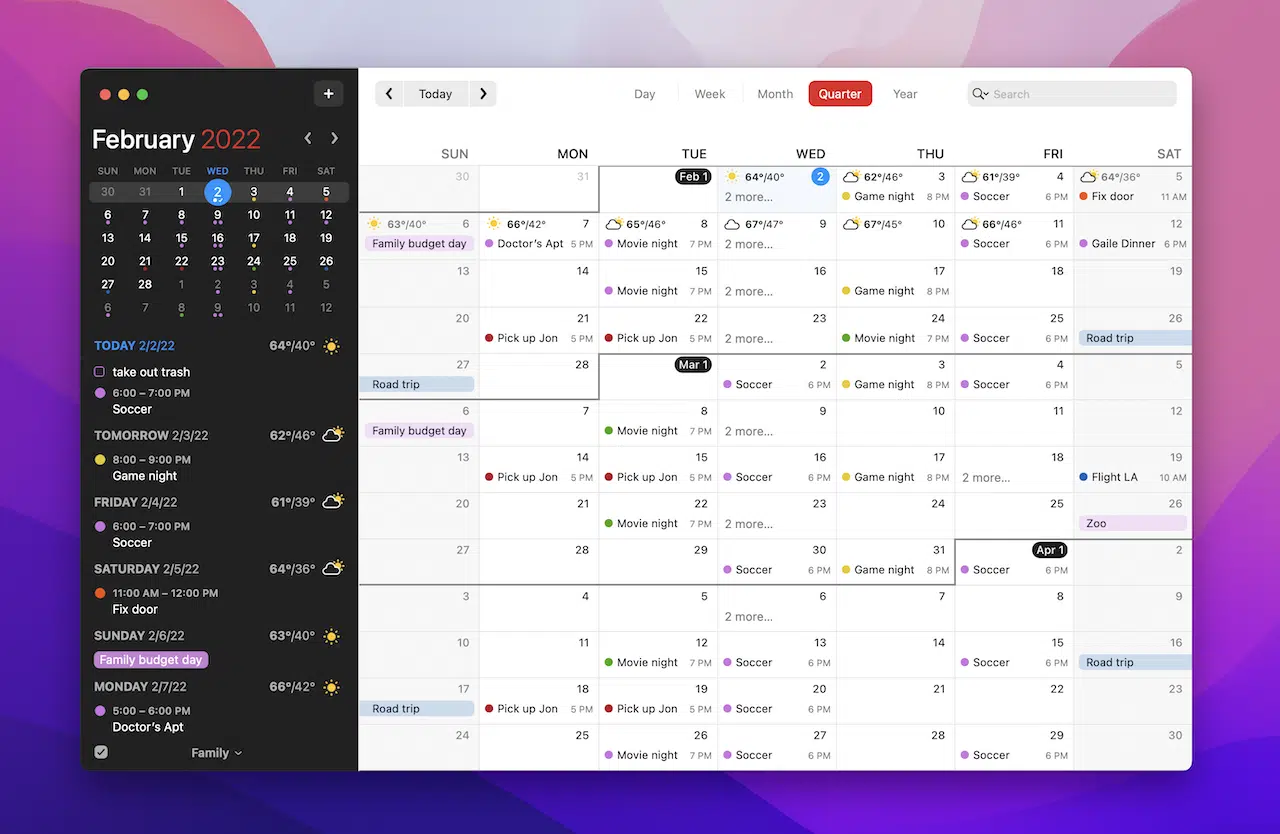 +
February 2022
SUN MON TUE WED THU FRI SAT
30 31 1 2 3 4 5
6 7 8 9 10 11 12
13 14 15 16 17 18 19
20 21 22 23 24 25 26
27 28 1 2 3 4 5
6 7 8 9 10 11 12
TODAY 2/2/22 64°/40°
take out trash
6:00 – 7:00 PM
Soccer
TOMORROW 2/3/22 62°/46°
8:00 – 9:00 PM
Game night
FRIDAY 2/4/22 61°/39°
6:00 – 7:00 PM
Soccer
SATURDAY 2/5/22 64°/36°
11:00 AM – 12:00 PM
Fix door
SUNDAY 2/6/22 63°/40°
Family budget day
MONDAY 2/7/22 66°/42°
5:00 – 6:00 PM
Doctor’s Apt
Family
Today Day Week Month Quarter Year Search
SUN MON TUE WED THU FRI SAT
30 31 Feb 1 64°/40° 2 62°/46° 3 61°/39° 4 64°/36° 5
2 more... Game night 8 PM Soccer 6 PM Fix door 11 AM
63°/40° 6 66°/42° 7 65°/46° 8 67°/47° 9 67°/45° 10 66°/46° 11 12
Family budget day Doctor’s Apt 5 PM Movie night 7 PM 2 more... Soccer 6 PM Gaile Dinner 6 PM
13 14 15 16 17 18 19
Movie night 7 PM 2 more... Game night 8 PM
20 21 22 23 24 25 26
Pick up Jon 5 PM Pick up Jon 5 PM 2 more... Movie night 7 PM Soccer 6 PM Road trip
27 28 Mar 1 2 3 4 5
Road trip Soccer 6 PM Game night 8 PM Soccer 6 PM
6 7 8 9 10 11 12
Family budget day Movie night 7 PM 2 more...
13 14 15 16 17 18 19
Pick up Jon 5 PM Pick up Jon 5 PM Soccer 6 PM Game night 8 PM 2 more... Flight LA 10 AM
20 21 22 23 24 25 26
Movie night 7 PM 2 more... Zoo
27 28 29 30 31 Apr 1 2
Soccer 6 PM Game night 8 PM Soccer 6 PM
3 4 5 6 7 8 9
2 more...
10 11 12 13 14 15 16
Movie night 7 PM Soccer 6 PM Soccer 6 PM Road trip
17 18 19 20 21 22 23
Road trip Pick up Jon 5 PM Pick up Jon 5 PM Soccer 6 PM
24 25 26 27 28 29 30
Movie night 7 PM Soccer 6 PM Soccer 6 PM